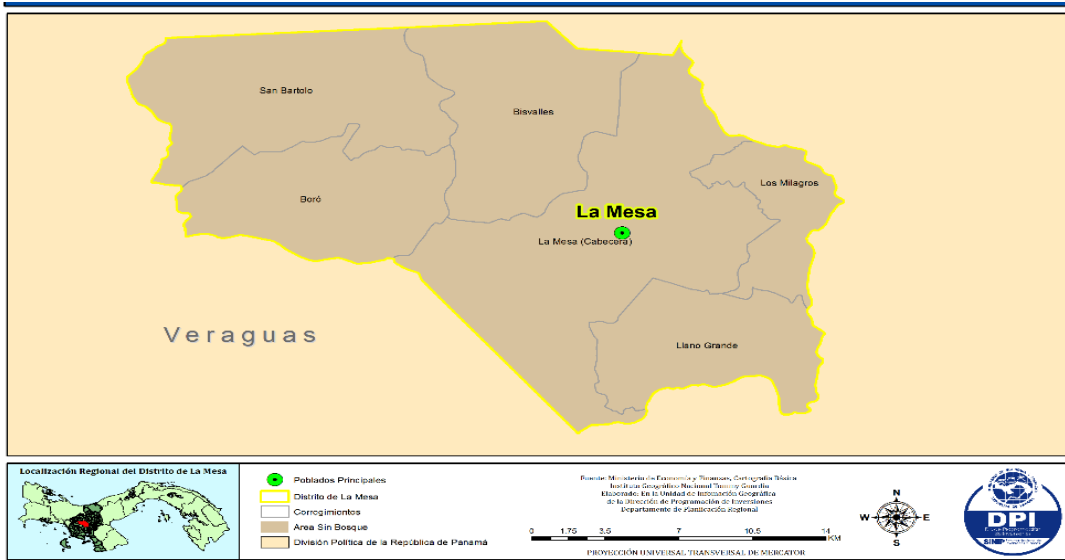 San Bartolo
Bisvalles
Los Milagros
Boró
La Mesa
La Mesa (Cabecera)
Veraguas
Llano Grande
Localización Regional del Distrito de La Mesa
Poblados Principales
Distrito de La Mesa
Corregimientos
Area Sin Bosque
División Política de la República de Panamá
Fuente: Ministerio de Economía y Finanzas, Cartografía Básica
Instituto Geográfico Nacional Tommy Guardia
Elaborado: En la Unidad de Información Geográfica
de la Dirección de Programación de Inversiones
Departamento de Planificación Regional
0 1.75 3.5 7 10.5 14
KM
PROYECCIÓN UNIVERSAL TRANSVERSAL DE MERCATOR
N
W E
S
DPI